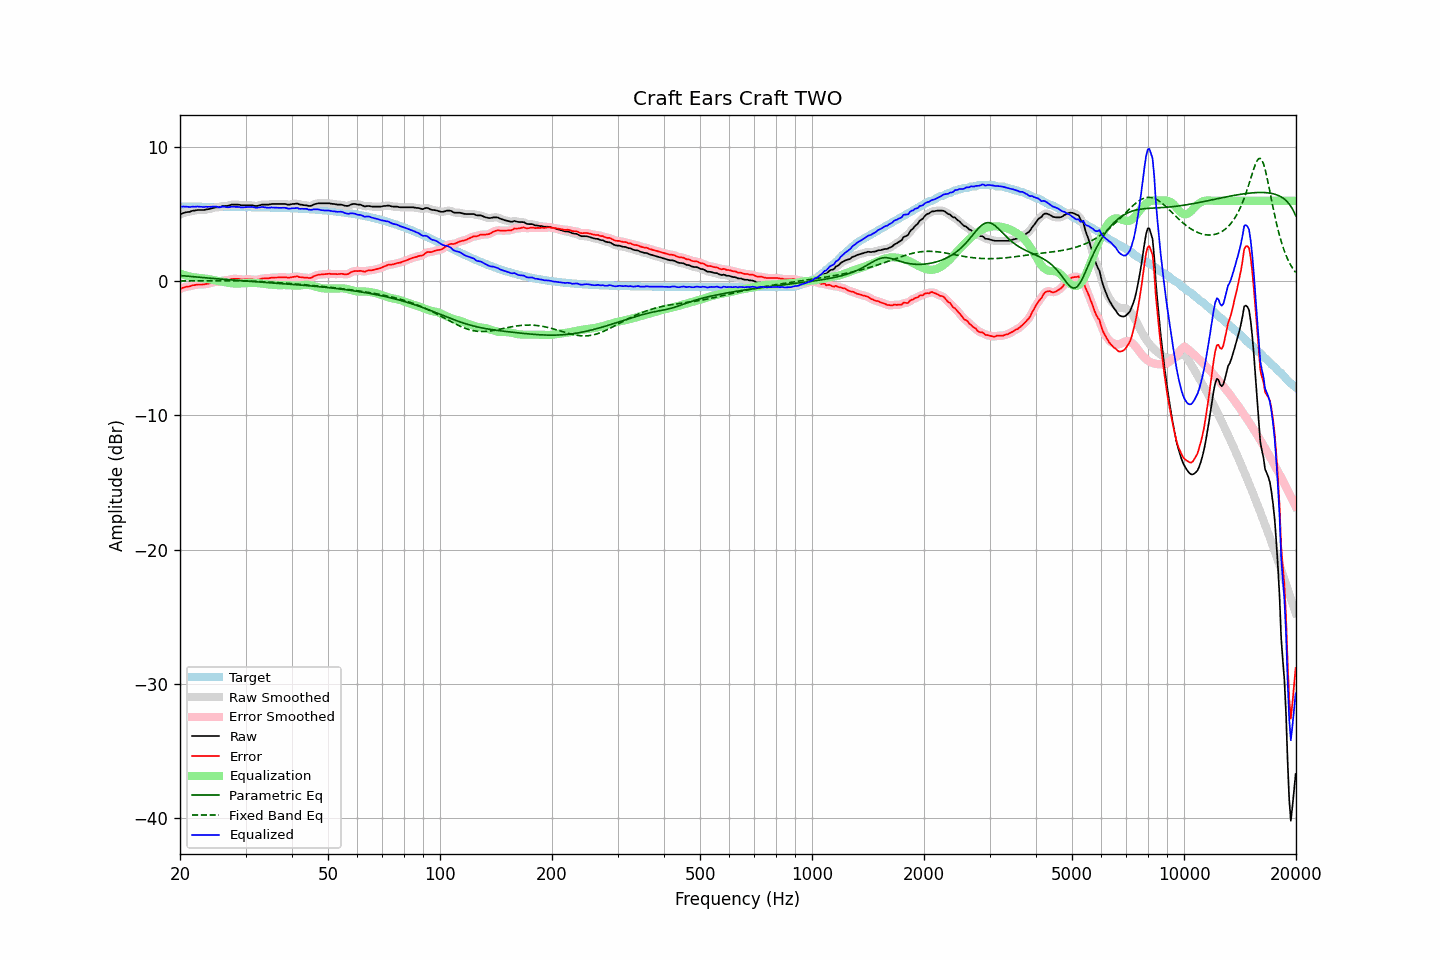 Craft Ears Craft TWO
Amplitude (dBr)
10
0
−10
−20
−30
−40
Target
Raw Smoothed
Error Smoothed
Raw
Error
Equalization
Parametric Eq
Fixed Band Eq
Equalized
20 50 100 200 500 1000 2000 5000 10000 20000
Frequency (Hz)